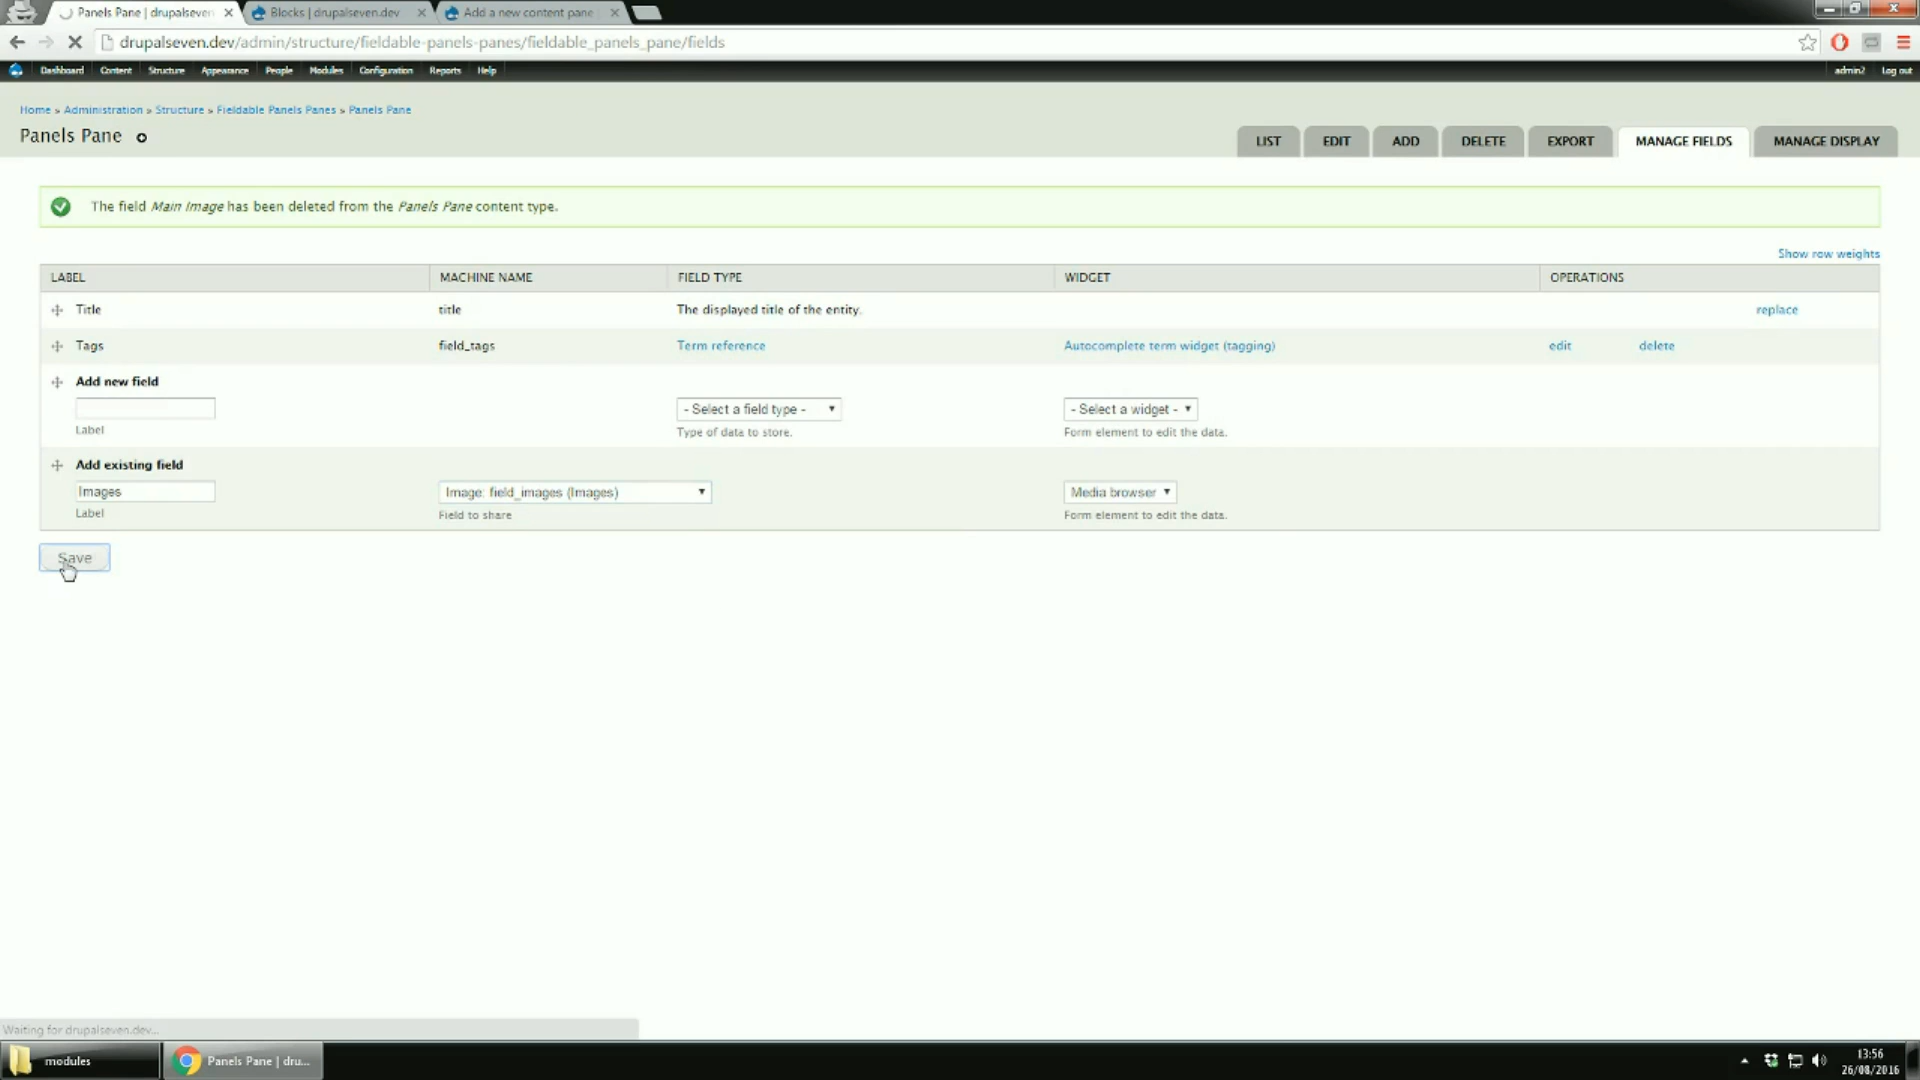 Panels Pane | drupalseven
Blocks | drupalseven.dev
Add a new content pane
drupalseven.dev/admin/structure/fieldable-panels-panes/fieldable_panels_pane/fields
Dashboard Content Structure Appearance People Modules Configuration Reports Help
admin2 Log out
Home » Administration » Structure » Fieldable Panels Panes » Panels Pane
Panels Pane
LIST EDIT ADD DELETE EXPORT MANAGE FIELDS MANAGE DISPLAY
The field Main Image has been deleted from the Panels Pane content type.
Show row weights
LABEL MACHINE NAME FIELD TYPE WIDGET OPERATIONS
Title title The displayed title of the entity. replace
Tags field_tags Term reference Autocomplete term widget (tagging) edit delete
Add new field
- Select a field type - - Select a widget -
Label Type of data to store. Form element to edit the data.
Add existing field
Images Image: field_images (Images) Media browser
Label Field to share Form element to edit the data.
Save
Waiting for drupalseven.dev...
modules
Panels Pane | dru...
13:56
26/08/2016